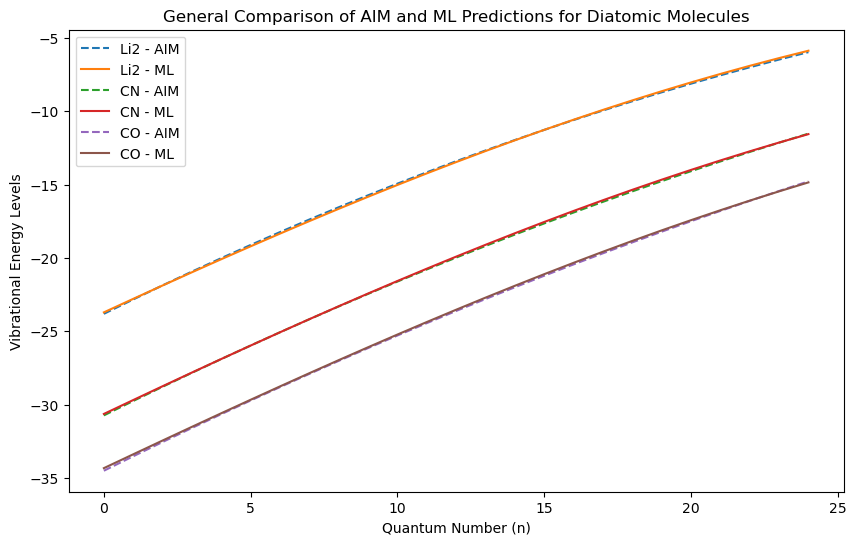 General Comparison of AIM and ML Predictions for Diatomic Molecules
Li2 - AIM
Li2 - ML
CN - AIM
CN - ML
CO - AIM
CO - ML
Vibrational Energy Levels
−5
−10
−15
−20
−25
−30
−35
0 5 10 15 20 25
Quantum Number (n)